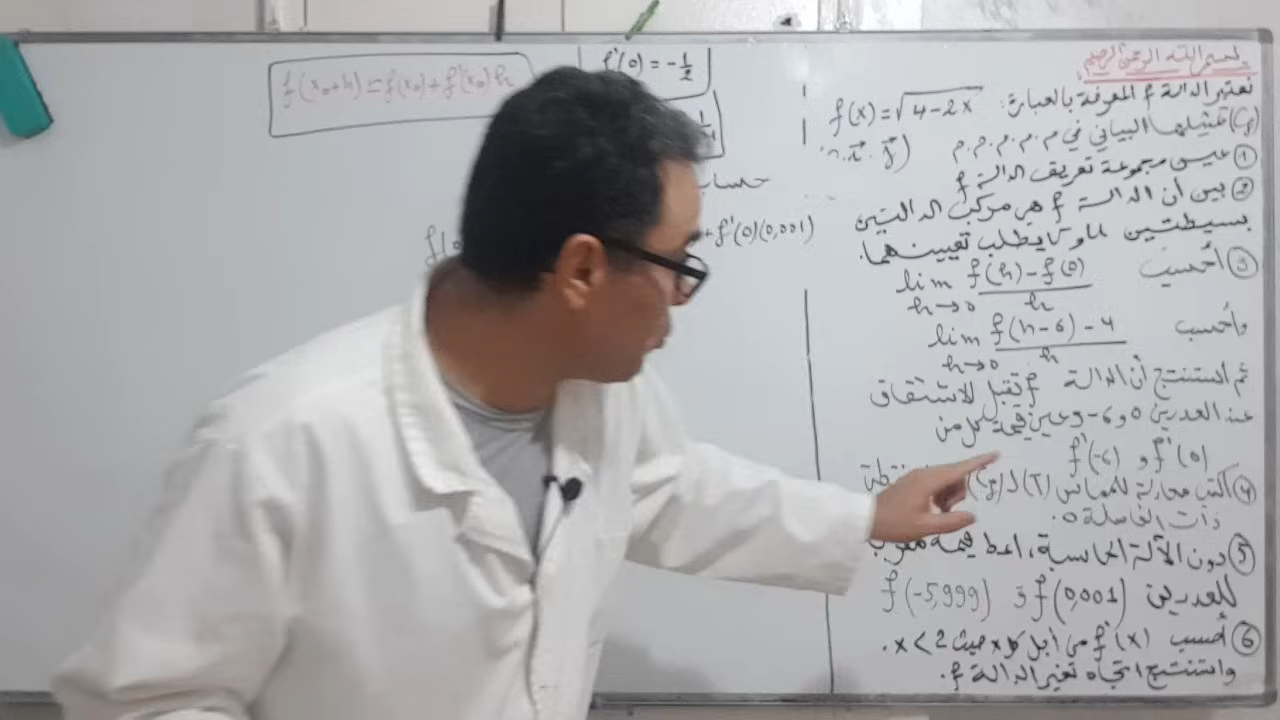 بسم الله الرحمن الرحيم
نعتبر الدالة f المعرفة بالعبارة: f(x)=√4-2x
(Cf) تمثيلها البياني في م.م.م.م (o.i⃗.j⃗)
① عين مجموعة تعريف الدالة f
② بين أن الدالة f هي مركب الدالتين
بسيطتين u و v يطلب تعيينهما.
③ أحسب lim h→0 f(h)-f(0)/h
وأحسب lim h→0 f(h-6)-4/h
ثم استنتج أن الدالة f تقبل الاشتقاق
عند العددين 0 و 6- وعين قيمة كل من
f'(0) و f'(-6)
④ أكتب معادلة للمماس (T) لـ (Cf)
ذات الفاصلة 0.
⑤ دون الآلة الحاسبة، اعط قيمة
للعددين f(0,001) و f(-5,999)
⑥ أحسب f'(x) من أجل كل x حيث x<2.
واستنتج اتجاه تغير الدالة f.
f(x₀+h)≃f(x₀)+f'(x₀)h
f'(0)=-1/2
حساب
+f'(0)(0,001)